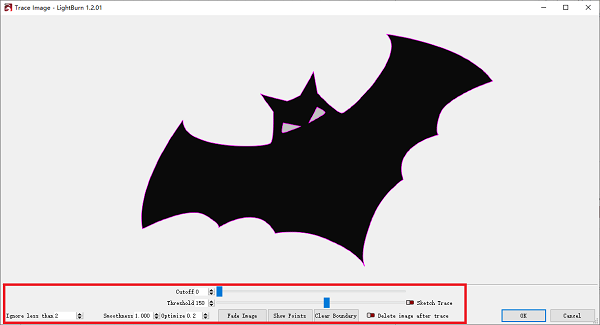 Trace Image - LightBurn 1.2.01
Cutoff 0
Threshold 150 Sketch Trace
Ignore less than 2 Smoothness 1.000 Optimize 0.2 Fade Image Show Points Clear Boundary Delete image after trace OK Cancel